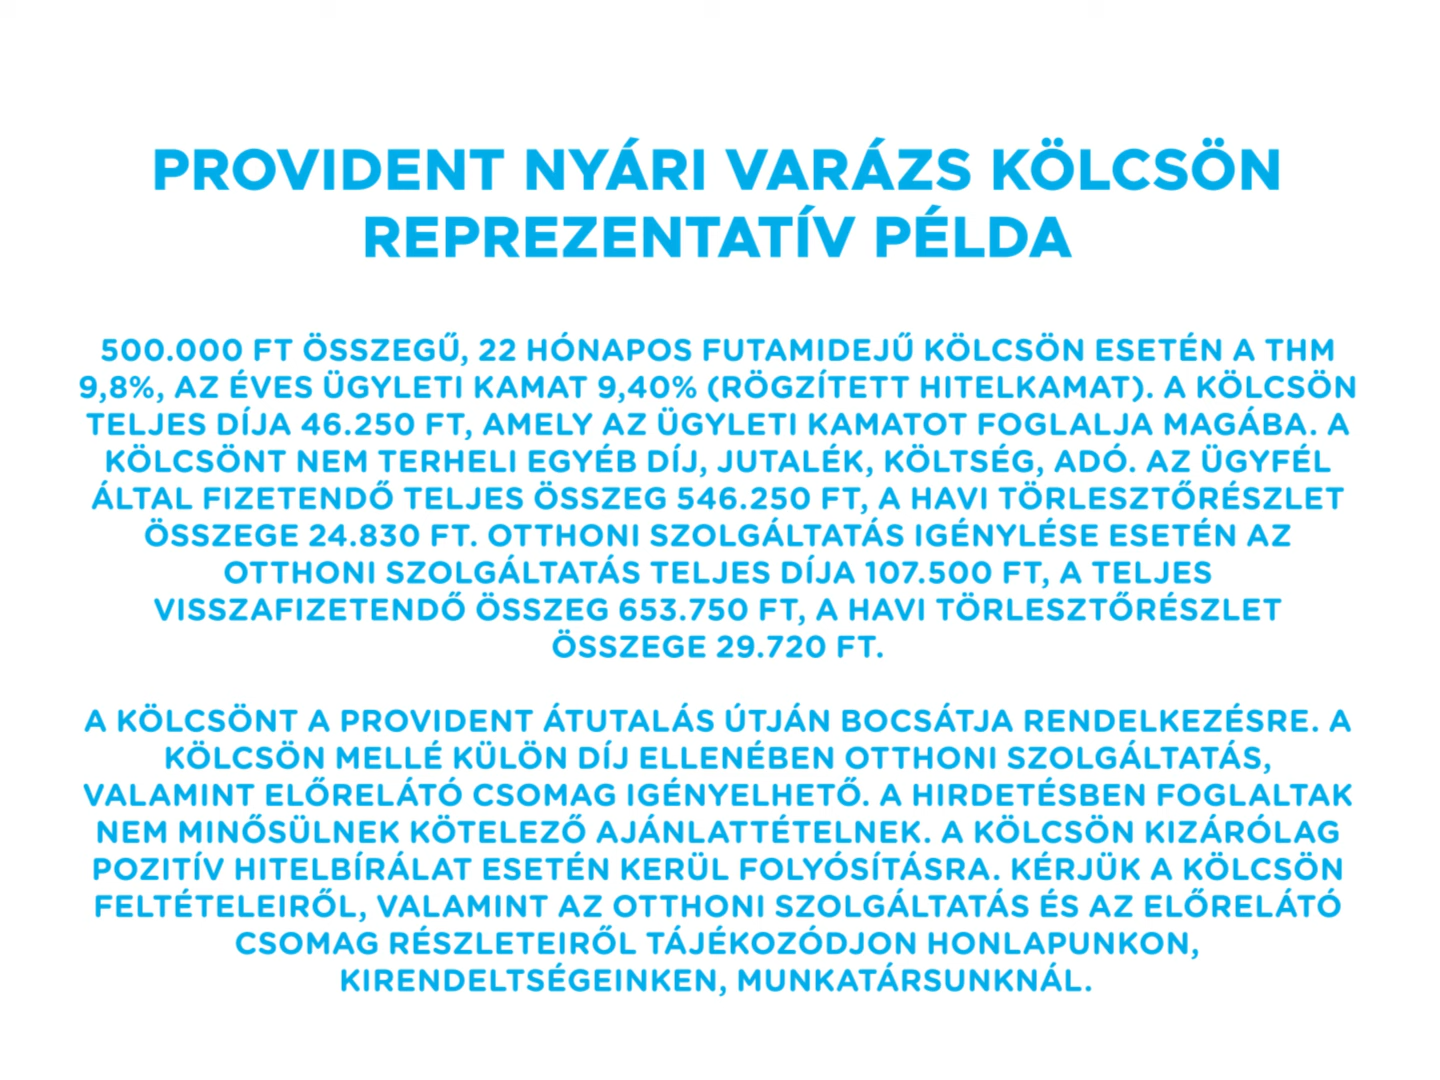 PROVIDENT NYÁRI VARÁZS KÖLCSÖN
REPREZENTATÍV PÉLDA
500.000 FT ÖSSZEGŰ, 22 HÓNAPOS FUTAMIDEJŰ KÖLCSÖN ESETÉN A THM
9,8%, AZ ÉVES ÜGYLETI KAMAT 9,40% (RÖGZÍTETT HITELKAMAT). A KÖLCSÖN
TELJES DÍJA 46.250 FT, AMELY AZ ÜGYLETI KAMATOT FOGLALJA MAGÁBA. A
KÖLCSÖNT NEM TERHELI EGYÉB DÍJ, JUTALÉK, KÖLTSÉG, ADÓ. AZ ÜGYFÉL
ÁLTAL FIZETENDŐ TELJES ÖSSZEG 546.250 FT, A HAVI TÖRLESZTŐRÉSZLET
ÖSSZEGE 24.830 FT. OTTHONI SZOLGÁLTATÁS IGÉNYLÉSE ESETÉN AZ
OTTHONI SZOLGÁLTATÁS TELJES DÍJA 107.500 FT, A TELJES
VISSZAFIZETENDŐ ÖSSZEG 653.750 FT, A HAVI TÖRLESZTŐRÉSZLET
ÖSSZEGE 29.720 FT.
A KÖLCSÖNT A PROVIDENT ÁTUTALÁS ÚTJÁN BOCSÁTJA RENDELKEZÉSRE. A
KÖLCSÖN MELLÉ KÜLÖN DÍJ ELLENÉBEN OTTHONI SZOLGÁLTATÁS,
VALAMINT ELŐRELÁTÓ CSOMAG IGÉNYELHETŐ. A HIRDETÉSBEN FOGLALTAK
NEM MINŐSÜLNEK KÖTELEZŐ AJÁNLATTÉTELNEK. A KÖLCSÖN KIZÁRÓLAG
POZITÍV HITELBÍRÁLAT ESETÉN KERÜL FOLYÓSÍTÁSRA. KÉRJÜK A KÖLCSÖN
FELTÉTELEIRŐL, VALAMINT AZ OTTHONI SZOLGÁLTATÁS ÉS AZ ELŐRELÁTÓ
CSOMAG RÉSZLETEIRŐL TÁJÉKOZÓDJON HONLAPUNKON,
KIRENDELTSÉGEINKEN, MUNKATÁRSUNKNÁL.